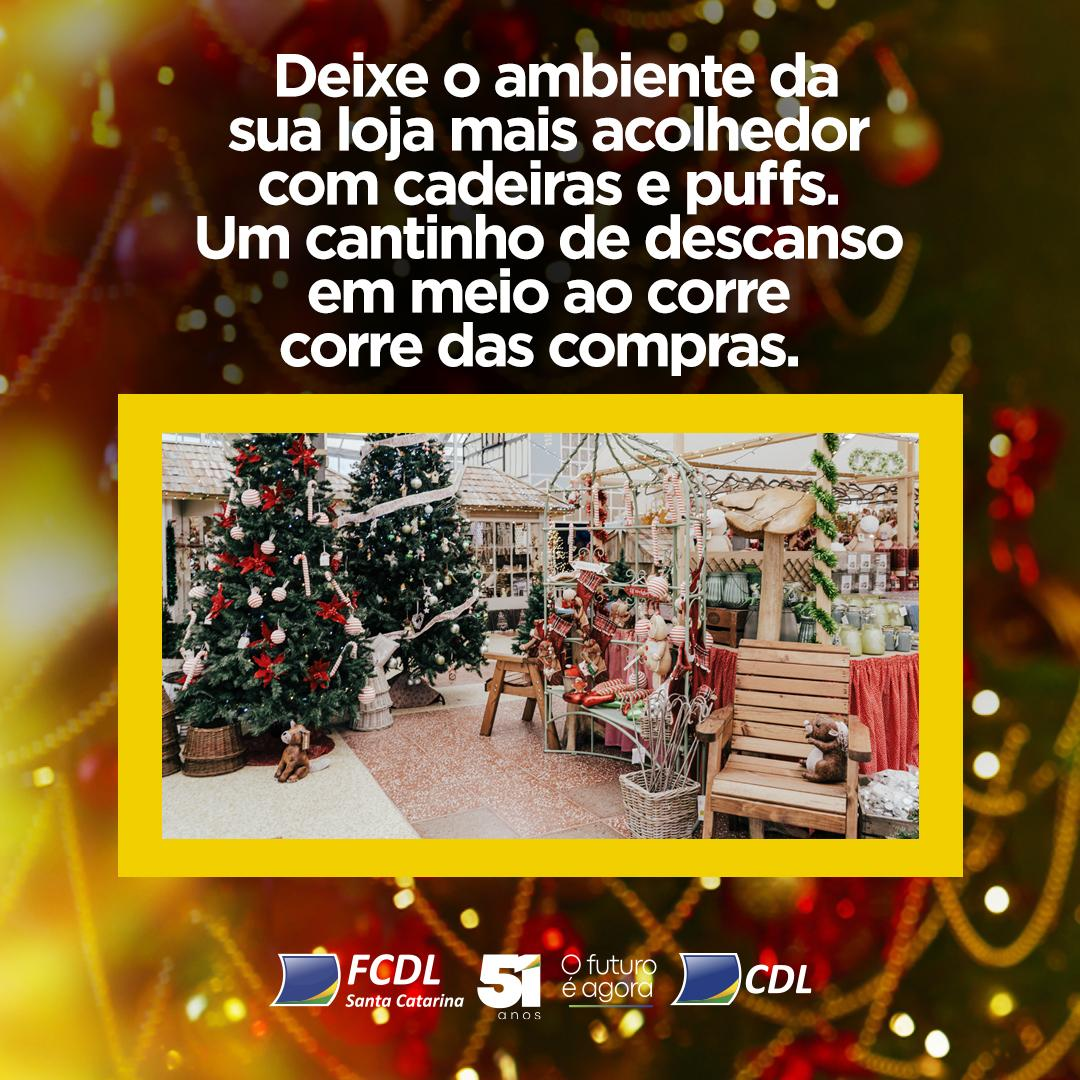 Deixe o ambiente da
sua loja mais acolhedor
com cadeiras e puffs.
Um cantinho de descanso
em meio ao corre
corre das compras.
FCDL
Santa Catarina
51
anos
O futuro
é agora
CDL